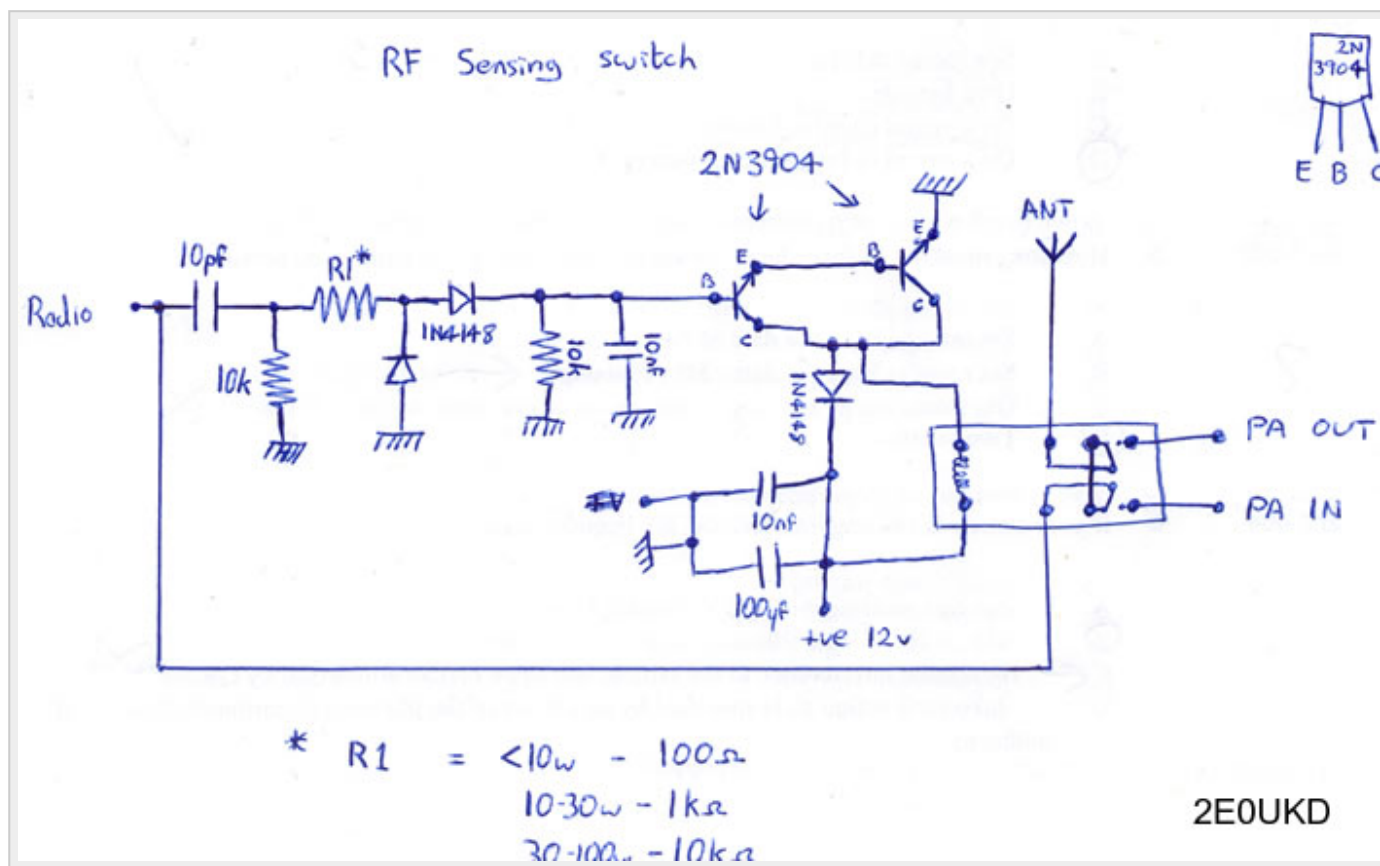 RF Sensing switch
2N
3904
E B C
2N3904
ANT
10pf
R1*
Radio
1N4148
10k
10k
10nf
B
E
C
B
E
C
1N4148
PA OUT
PA IN
10nf
100µf
+ve 12v
* R1 = <10w - 100Ω
10-30w - 1kΩ
30-100w - 10kΩ
2E0UKD